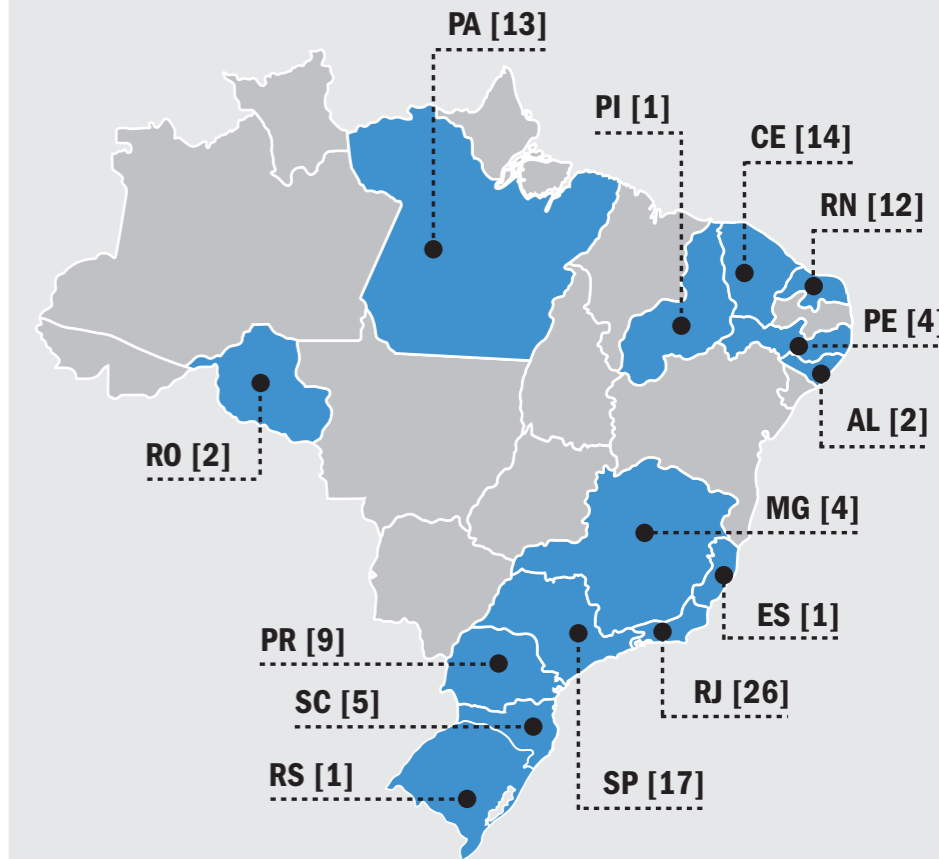 PA [13]
PI [1]
CE [14]
RN [12]
PE [4]
AL [2]
RO [2]
MG [4]
ES [1]
PR [9]
RJ [26]
SC [5]
RS [1]
SP [17]